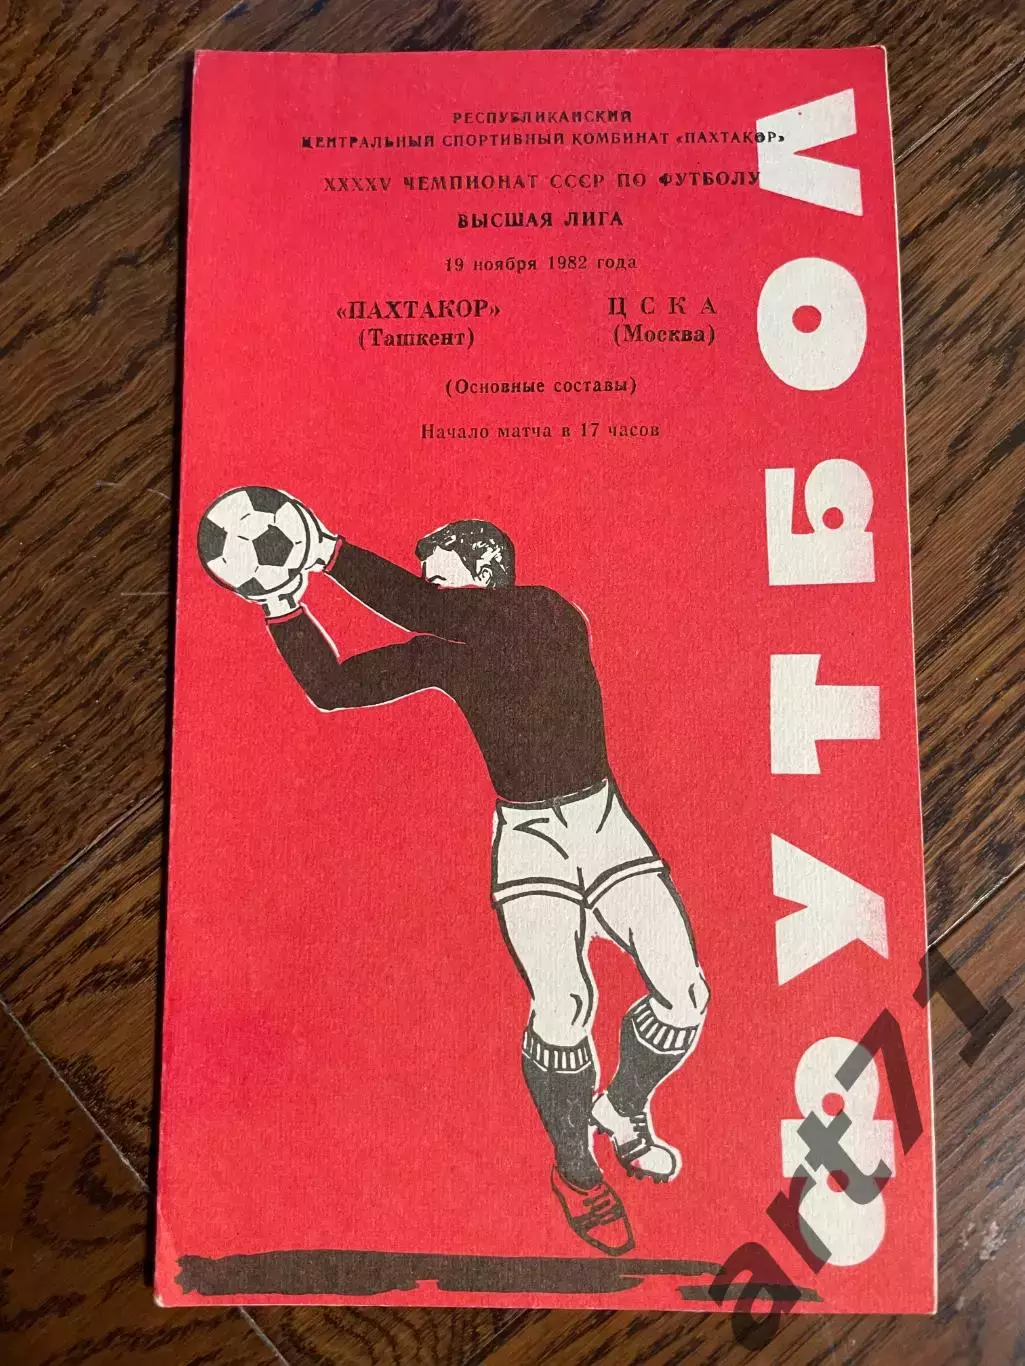 РЕСПУБЛИКАНСКИЙ
ЦЕНТРАЛЬНЫЙ СПОРТИВНЫЙ КОМБИНАТ «ПАХТАКОР»
XXXXV ЧЕМПИОНАТ СССР ПО ФУТБОЛУ
ВЫСШАЯ ЛИГА
19 ноября 1982 года
«ПАХТАКОР» ЦСКА
(Ташкент) (Москва)
(Основные составы)
Начало матча в 17 часов
ФУТБОЛ
art71